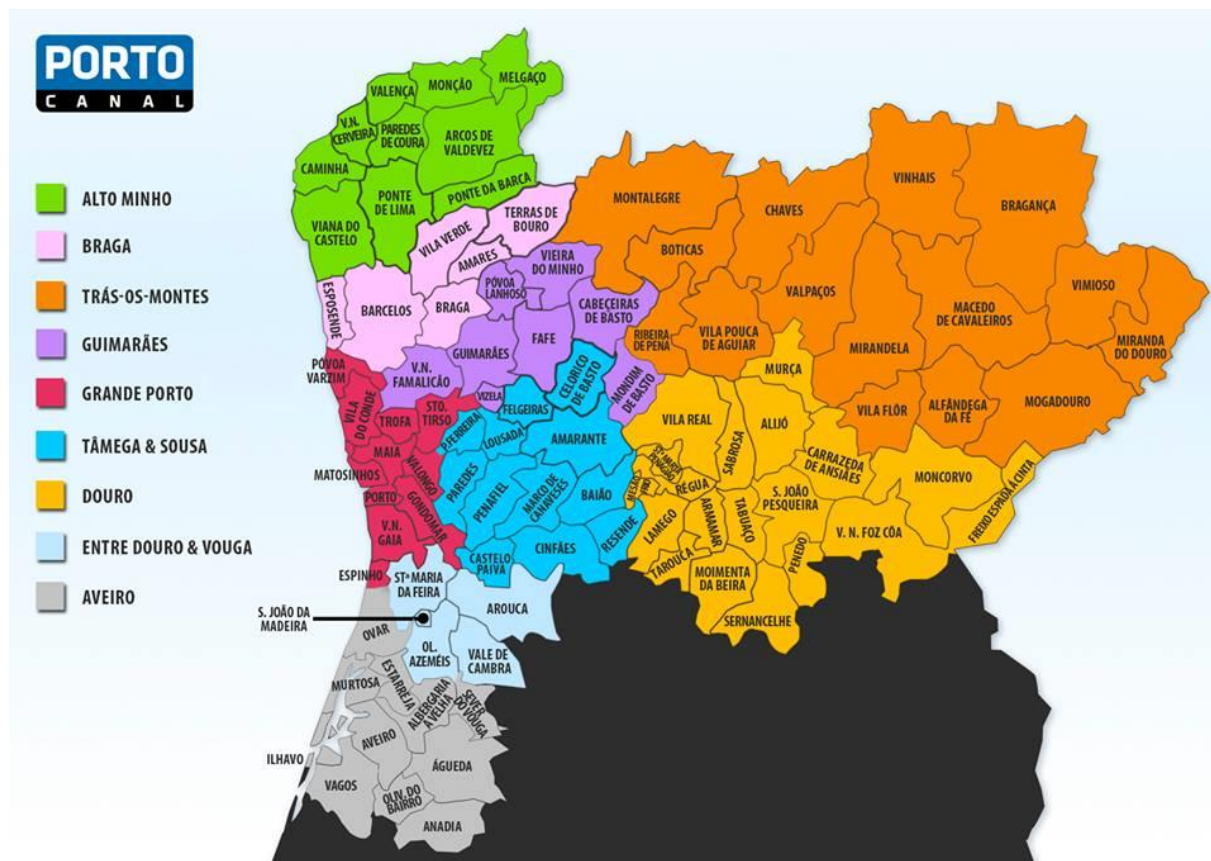 PORTO
CANAL
ALTO MINHO
BRAGA
TRÁS-OS-MONTES
GUIMARÃES
GRANDE PORTO
TÂMEGA & SOUSA
DOURO
ENTRE DOURO & VOUGA
AVEIRO
MELGAÇO
MONÇÃO
VALENÇA
V.N.
CERVEIRA
PAREDES
DE COURA
ARCOS DE
VALDEVEZ
CAMINHA
PONTE DA BARCA
PONTE
DE LIMA
VIANA DO
CASTELO
TERRAS DE
BOURO
VILA VERDE
AMARES
ESPOSENDE
BARCELOS
BRAGA
VIEIRA
DO MINHO
PÓVOA
LANHOSO
CABECEIRAS
DE BASTO
FAFE
GUIMARÃES
V.N.
FAMALICÃO
VIZELA
MONDIM
DE BASTO
MONTALEGRE
CHAVES
VINHAIS
BRAGANÇA
BOTICAS
VALPAÇOS
VIMIOSO
MACEDO
DE CAVALEIROS
MIRANDA
DO DOURO
RIBEIRA
DE PENA
VILA POUCA
DE AGUIAR
MIRANDELA
VILA FLÔR
ALFÂNDEGA
DA FÉ
MOGADOURO
PÓVOA
VARZIM
VILA
DO CONDE
TROFA
STO.
TIRSO
MAIA
MATOSINHOS
VALONGO
PORTO
GONDOMAR
V.N.
GAIA
ESPINHO
CELORICO
DE BASTO
FELGEIRAS
P.FERREIRA
LOUSADA
AMARANTE
PAREDES
PENAFIEL
MARCO DE
CANAVESES
BAIÃO
RESENDE
CINFÃES
CASTELO
PAIVA
MURÇA
VILA REAL
ALIJÓ
SABROSA
CARRAZEDA
DE ANSIÃES
MONCORVO
FREIXO ESPADA À CINTA
MESÃO
RÉGUA
S. JOÃO
PESQUEIRA
V. N. FOZ CÔA
LAMEGO
ARMAMAR
TABUAÇO
PENEDO
TAROUCA
MOIMENTA
DA BEIRA
SERNANCELHE
STª MARIA
DA FEIRA
AROUCA
S. JOÃO DA
MADEIRA
OL.
AZEMÉIS
VALE DE
CAMBRA
OVAR
MURTOSA
ESTARREJA
ALBERGARIA
A VELHA
SEVER
DO VOUGA
AVEIRO
ILHAVO
VAGOS
ÁGUEDA
OLIV. DO
BAIRRO
ANADIA